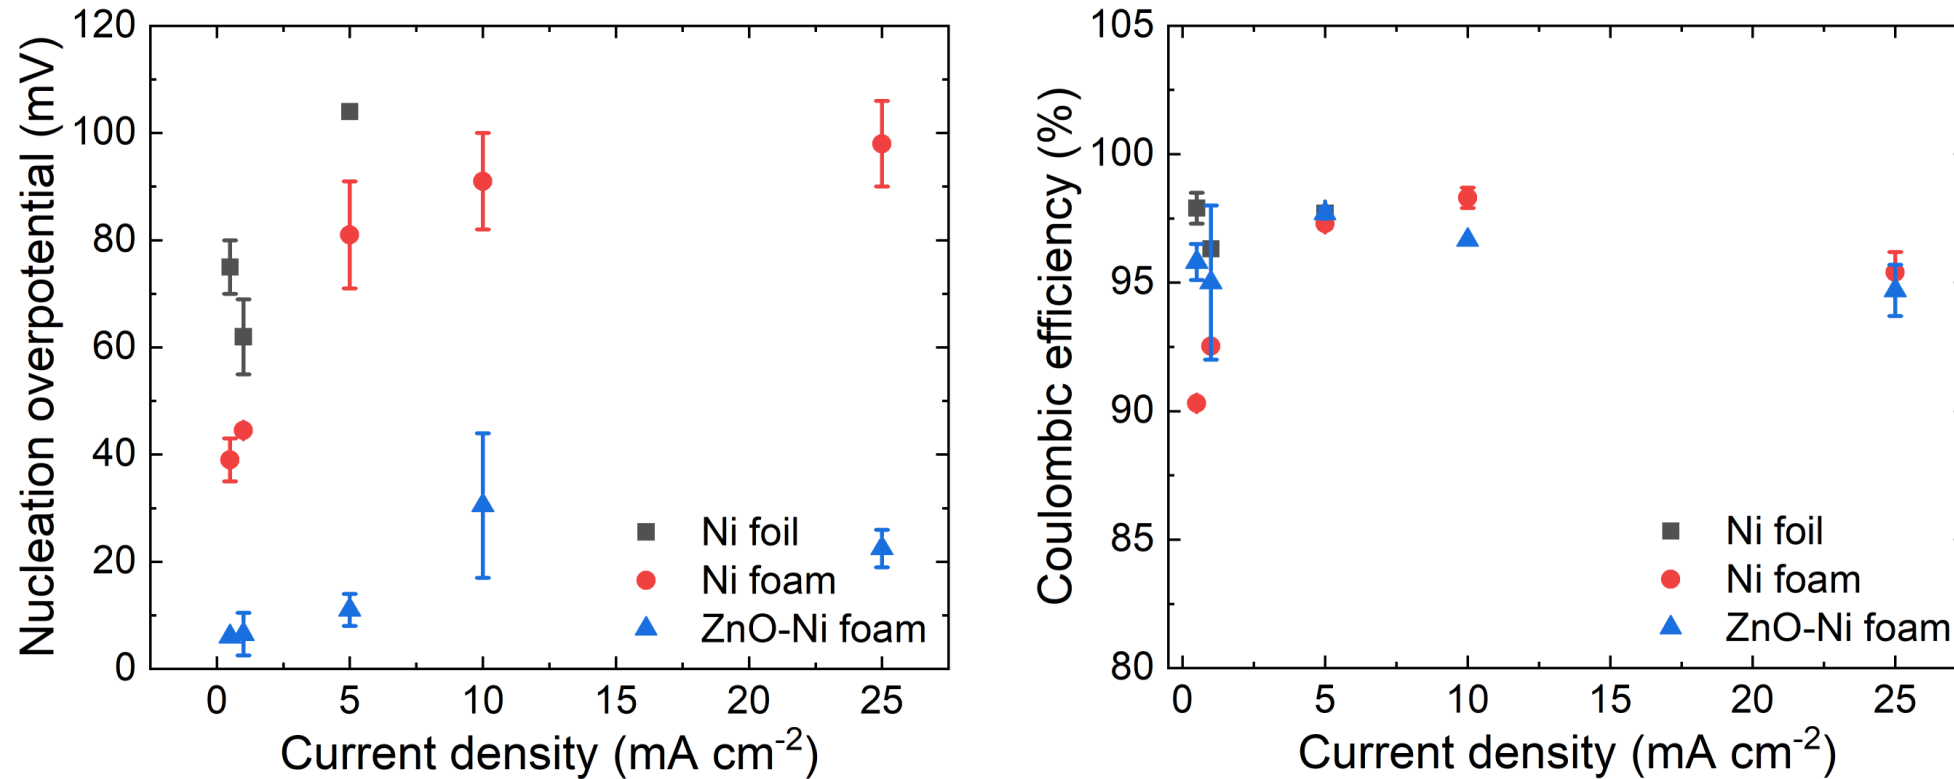 Nucleation overpotential (mV)
120
100
80
60
40
20
0
0 5 10 15 20 25
Current density (mA cm-2)
Ni foil
Ni foam
ZnO-Ni foam
Coulombic efficiency (%)
105
100
95
90
85
80
0 5 10 15 20 25
Current density (mA cm-2)
Ni foil
Ni foam
ZnO-Ni foam